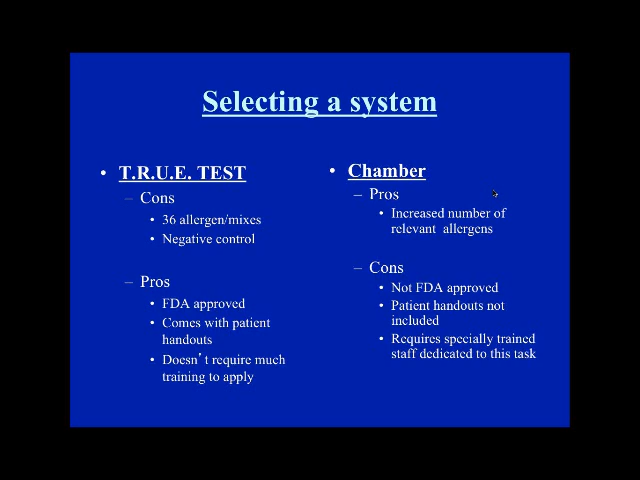 Selecting a system
• T.R.U.E. TEST
– Cons
• 36 allergen/mixes
• Negative control
– Pros
• FDA approved
• Comes with patient
handouts
• Doesn’t require much
training to apply
• Chamber
– Pros
• Increased number of
relevant allergens
– Cons
• Not FDA approved
• Patient handouts not
included
• Requires specially trained
staff dedicated to this task